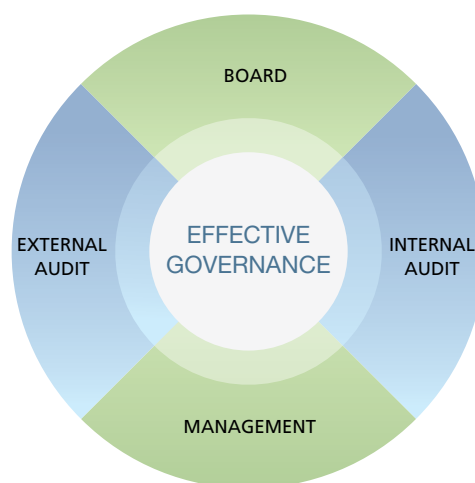 BOARD
EXTERNAL
AUDIT
EFFECTIVE
GOVERNANCE
INTERNAL
AUDIT
MANAGEMENT